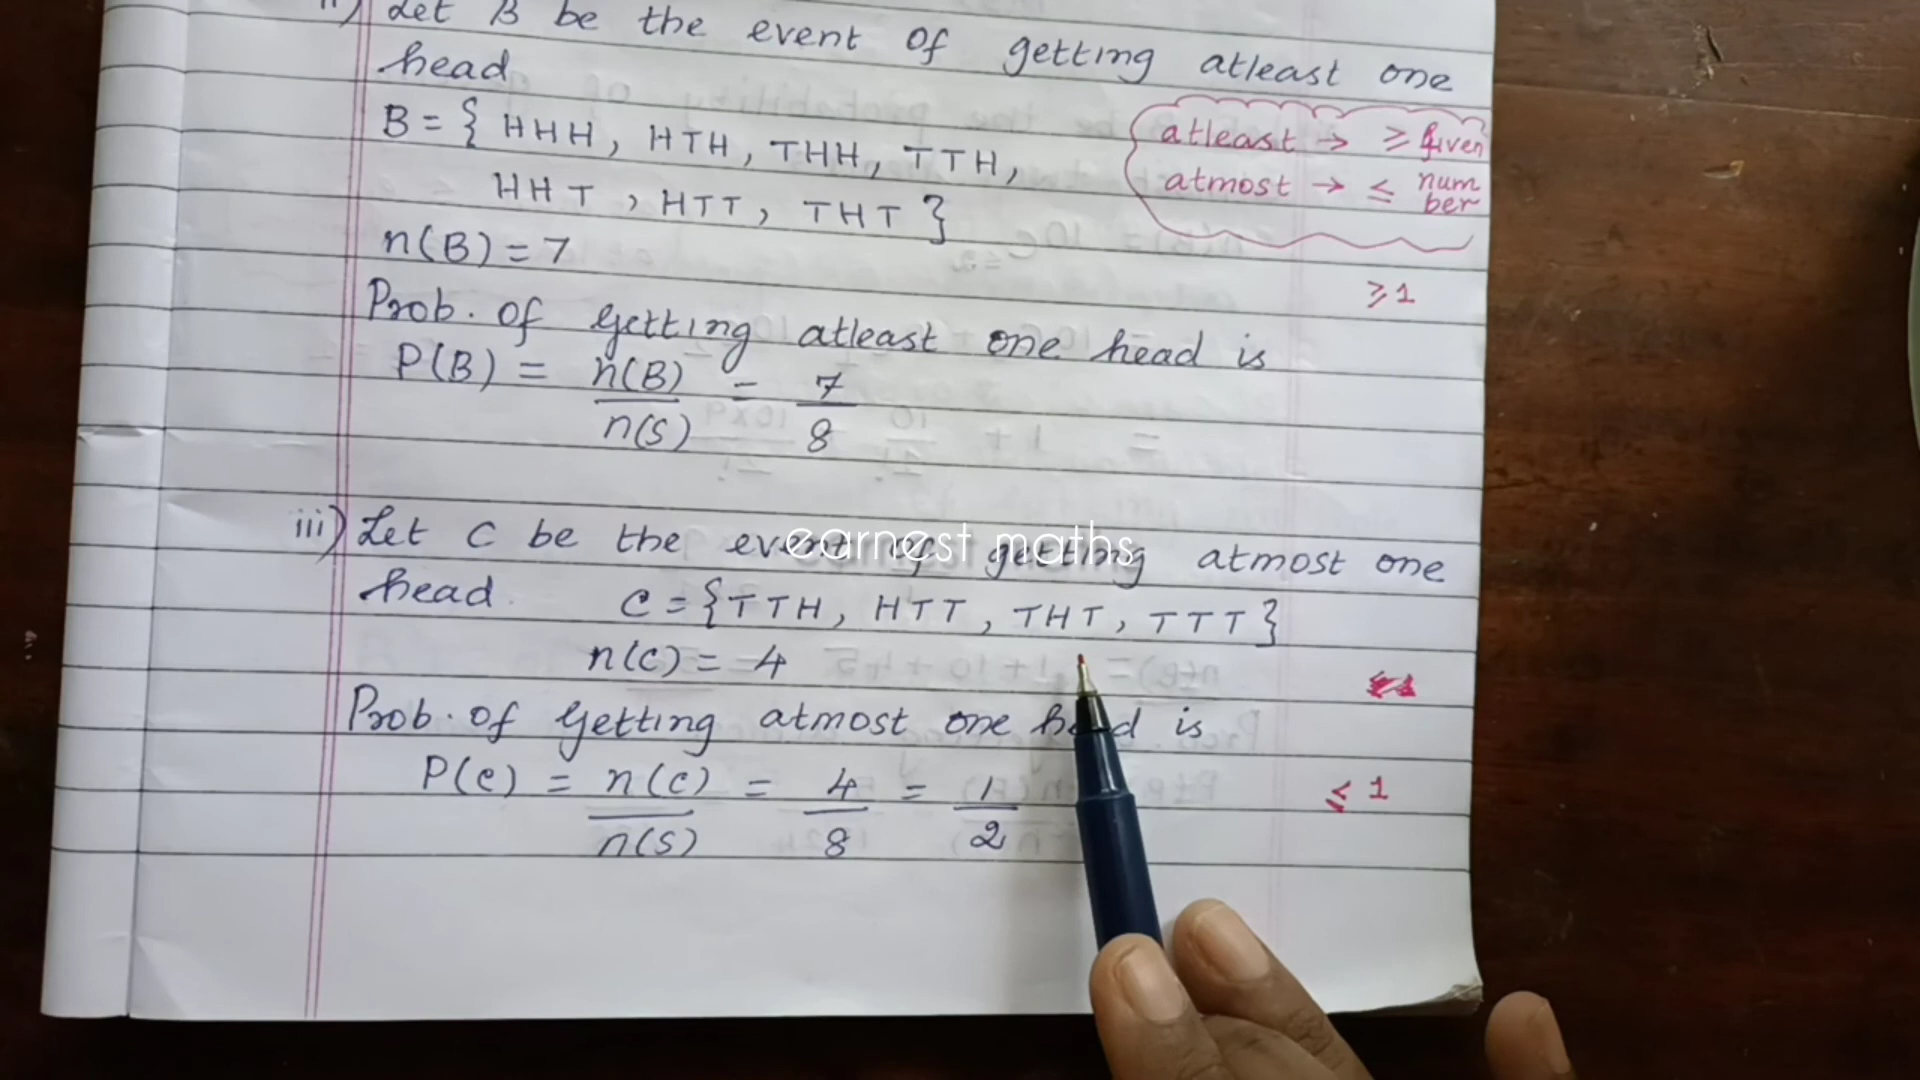 ii) Let B be the event of getting atleast one
head
B = { HHH, HTH, THH, TTH,
HHT, HTT, THT }
atleast → ≥ given
atmost → ≤ num
ber
n(B) = 7
≥ 1
Prob. of getting atleast one head is
P(B) = n(B)/n(S) = 7/8
iii) Let C be the event of getting atmost one
earnest maths
head. C = { TTH, HTT, THT, TTT }
n(C) = 4
Prob. of getting atmost one head is
P(C) = n(C)/n(S) = 4/8 = 1/2
≤ 1